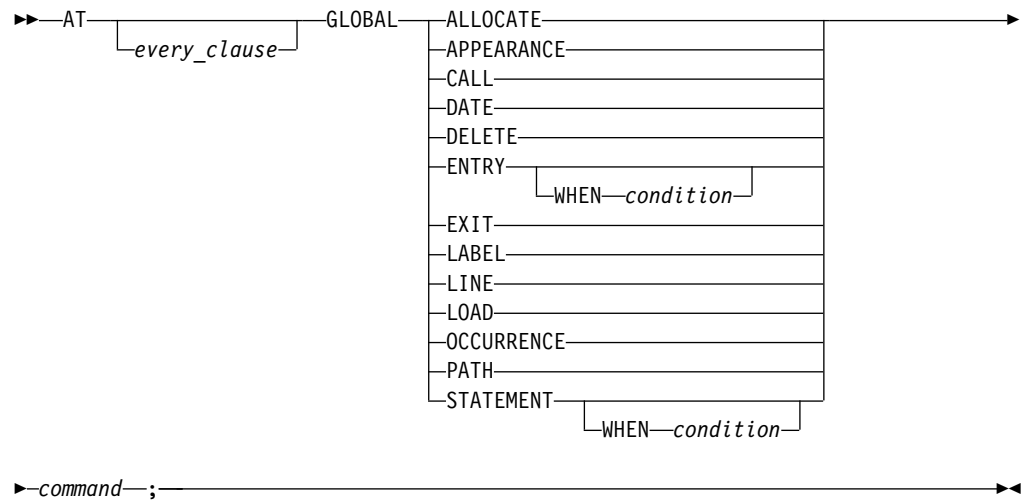 AT every_clause GLOBAL ALLOCATE
APPEARANCE
CALL
DATE
DELETE
ENTRY
WHEN condition
EXIT
LABEL
LINE
LOAD
OCCURRENCE
PATH
STATEMENT
WHEN condition
command ;